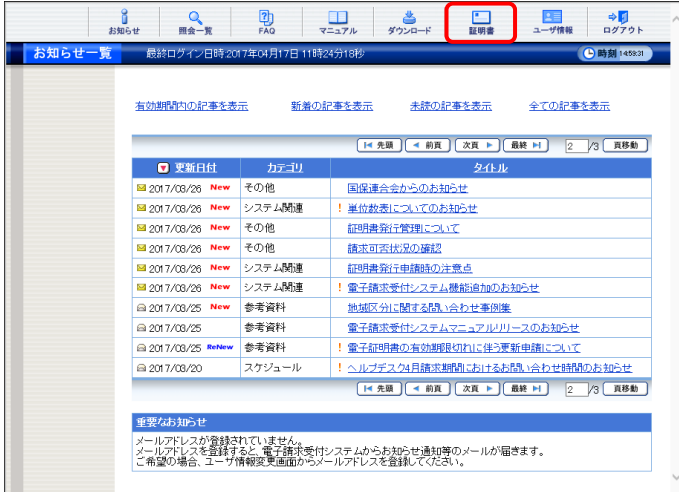 お知らせ 照会一覧 FAQ マニュアル ダウンロード 証明書 ユーザ情報 ログアウト
お知らせ一覧 最終ログイン日時:2017年04月17日 11時24分18秒 時刻 14:59:31
有効期間内の記事を表示 新着の記事を表示 未読の記事を表示 全ての記事を表示
先頭 前頁 次頁 最終 2 /3 頁移動
更新日付 カテゴリ タイトル
2017/03/26 New その他 国保連合会からのお知らせ
2017/03/26 New システム関連 ! 単位数表についてのお知らせ
2017/03/26 New その他 証明書発行管理について
2017/03/26 New その他 請求可否状況の確認
2017/03/26 New システム関連 証明書発行申請時の注意点
2017/03/26 New システム関連 ! 電子請求受付システム機能追加のお知らせ
2017/03/25 New 参考資料 地域区分に関する問い合わせ事例集
2017/03/25 参考資料 電子請求受付システムマニュアルリリースのお知らせ
2017/03/25 ReNew 参考資料 ! 電子証明書の有効期限切れに伴う更新申請について
2017/03/20 スケジュール ! ヘルプデスク4月請求期間におけるお問い合わせ時間のお知らせ
先頭 前頁 次頁 最終 2 /3 頁移動
重要なお知らせ
メールアドレスが登録されていません。
メールアドレスを登録すると、電子請求受付システムからお知らせ通知等のメールが届きます。
ご希望の場合、ユーザ情報変更画面からメールアドレスを登録してください。